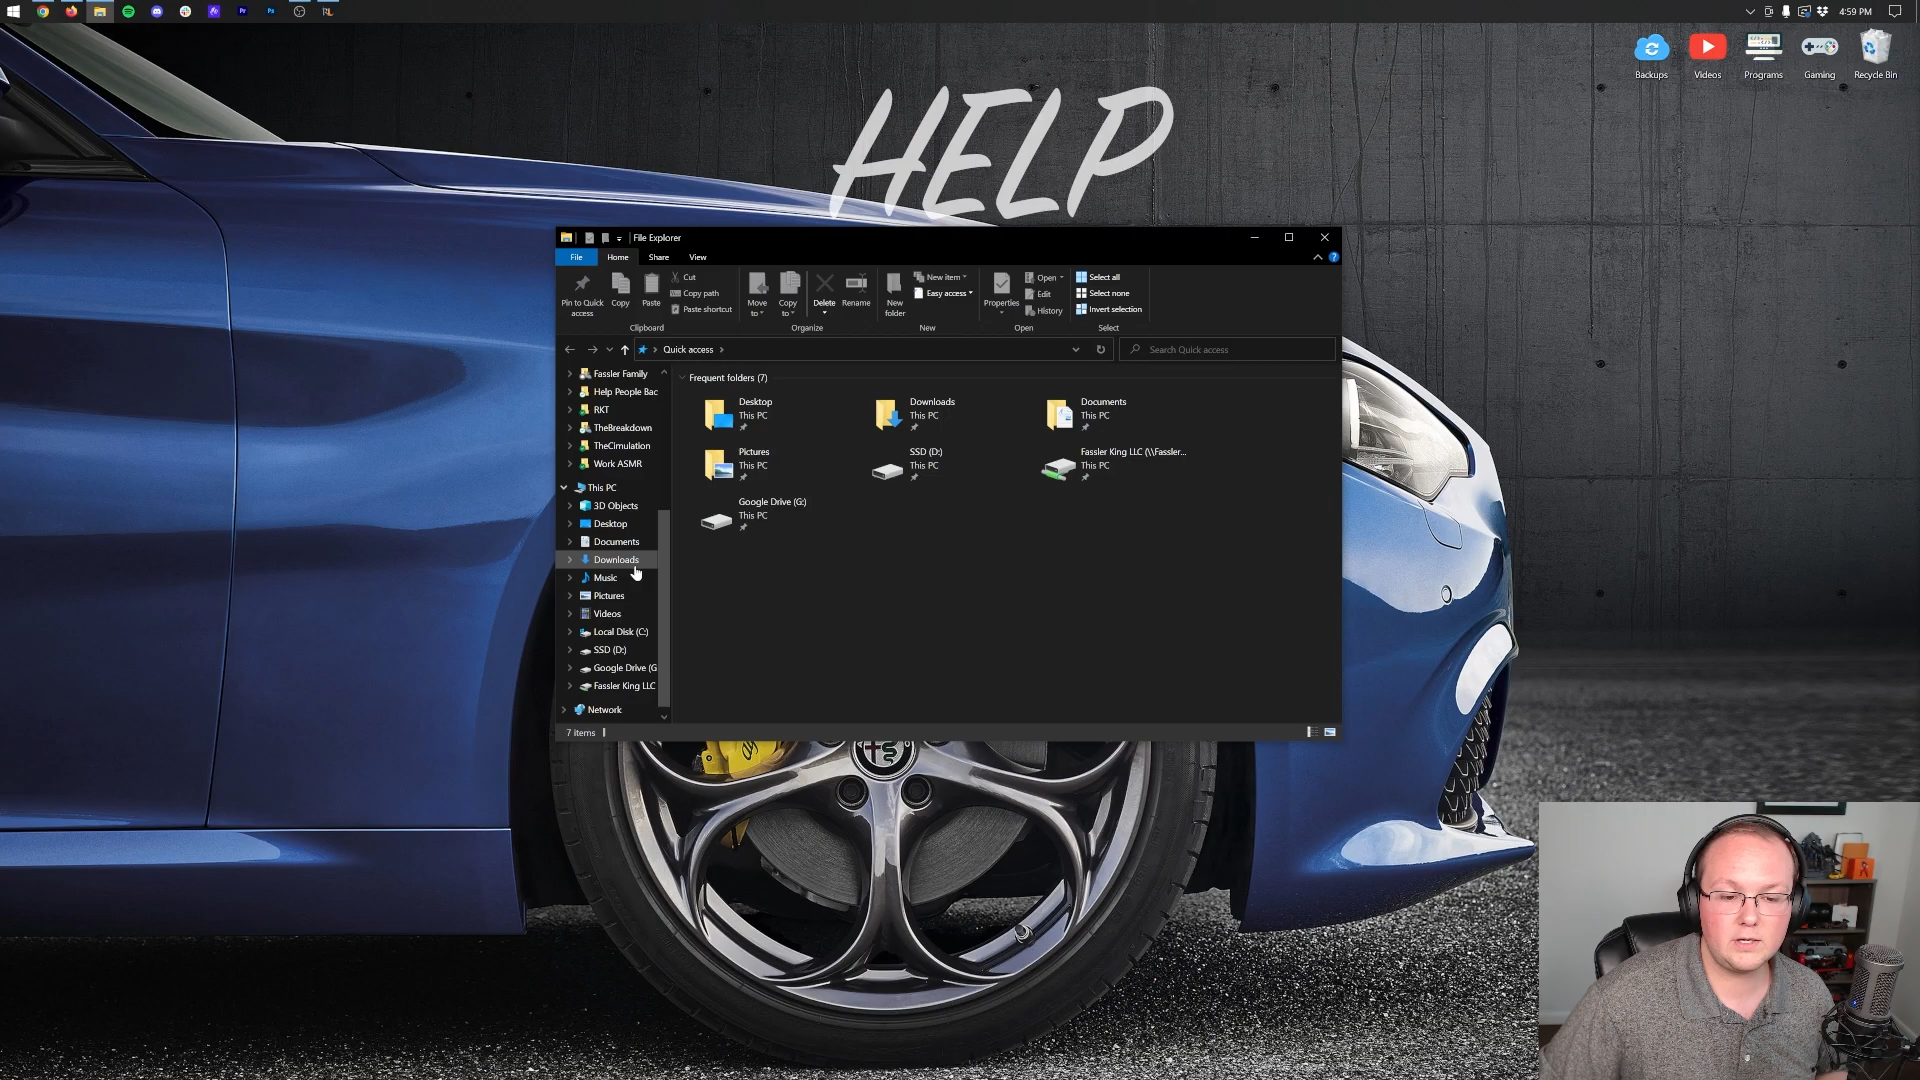 4:59 PM
Backups
Videos
Programs
Gaming
Recycle Bin
HELP
File Explorer
File
Home
Share
View
Pin to Quick access
Copy
Paste
Cut
Copy path
Paste shortcut
Clipboard
Move to
Copy to
Delete
Rename
Organize
New folder
New item
Easy access
New
Properties
Open
Edit
History
Open
Select all
Select none
Invert selection
Select
Quick access
Search Quick access
Fassler Family
Help People Bac
RKT
TheBreakdown
TheCimulation
Work ASMR
This PC
3D Objects
Desktop
Documents
Downloads
Music
Pictures
Videos
Local Disk (C:)
SSD (D:)
Google Drive (G
Fassler King LLC
Network
Frequent folders (7)
Desktop
This PC
Downloads
This PC
Documents
This PC
Pictures
This PC
SSD (D:)
This PC
Fassler King LLC (\\Fassler...
This PC
Google Drive (G:)
This PC
7 items